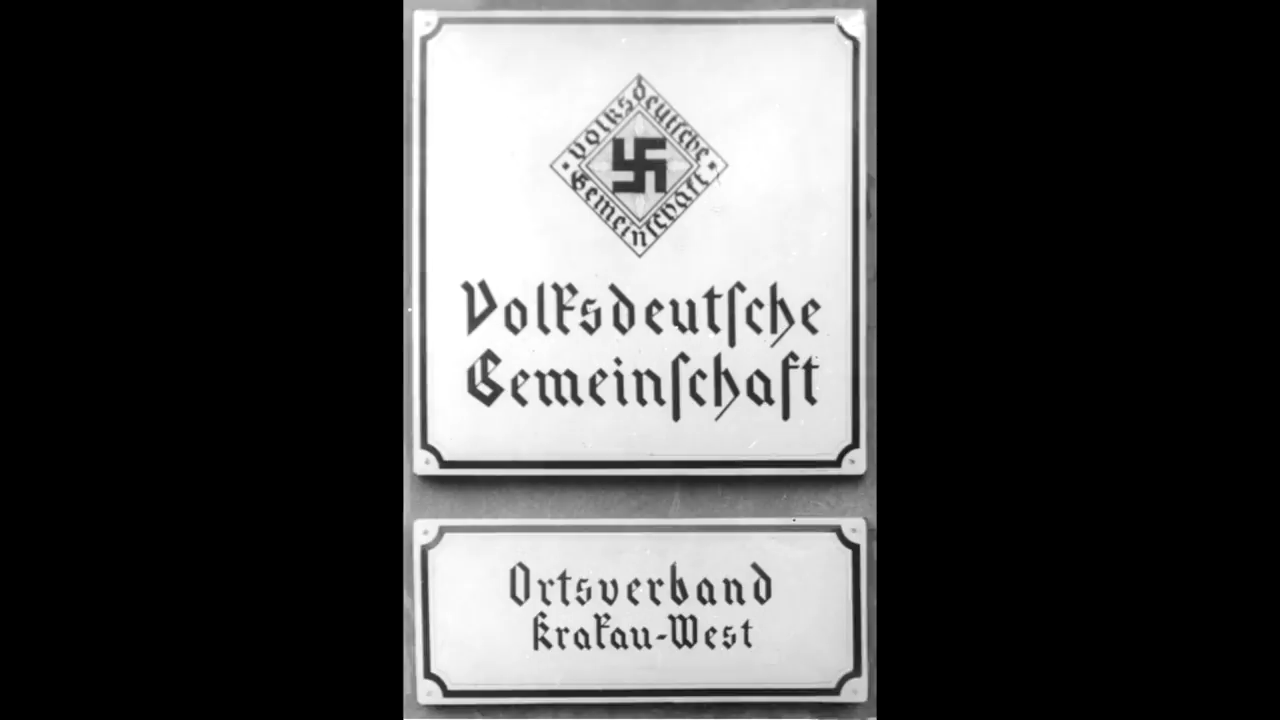 Volksdeutsche
Gemeinschaft
Volksdeutsche
Gemeinschaft
Ortsverband
Krakau-West